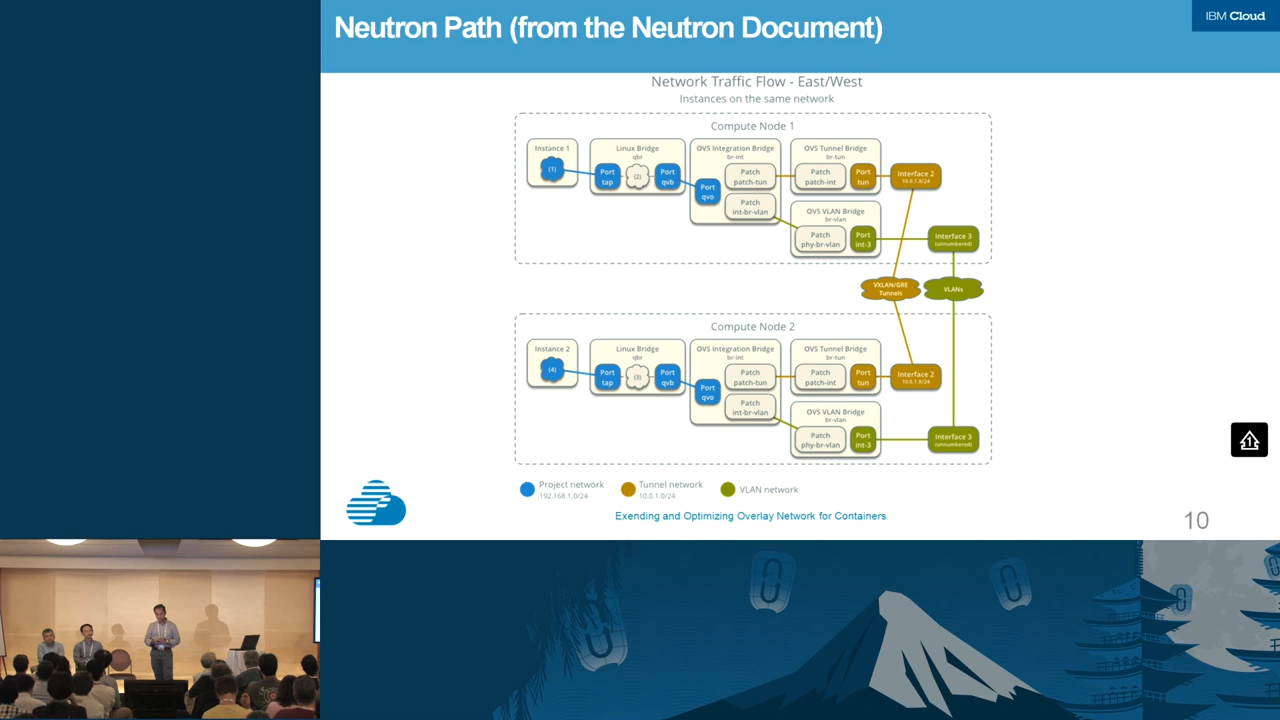 Neutron Path (from the Neutron Document)
IBM Cloud
Network Traffic Flow - East/West
Instances on the same network
Compute Node 1
Instance 1
(1)
Linux Bridge
qbr
Port
tap
(2)
Port
qvb
OVS Integration Bridge
br-int
Port
qvo
Patch
patch-tun
Patch
int-br-vlan
OVS Tunnel Bridge
br-tun
Patch
patch-int
Port
tun
Interface 2
10.0.1.X/24
OVS VLAN Bridge
br-vlan
Patch
phy-br-vlan
Port
int-3
Interface 3
(unnumbered)
VXLAN/GRE
Tunnels
VLANs
Compute Node 2
Instance 2
(4)
Linux Bridge
qbr
Port
tap
(3)
Port
qvb
OVS Integration Bridge
br-int
Port
qvo
Patch
patch-tun
Patch
int-br-vlan
OVS Tunnel Bridge
br-tun
Patch
patch-int
Port
tun
Interface 2
10.0.1.X/24
OVS VLAN Bridge
br-vlan
Patch
phy-br-vlan
Port
int-3
Interface 3
(unnumbered)
Project network
192.168.1.0/24
Tunnel network
10.0.1.0/24
VLAN network
Exending and Optimizing Overlay Network for Containers
10